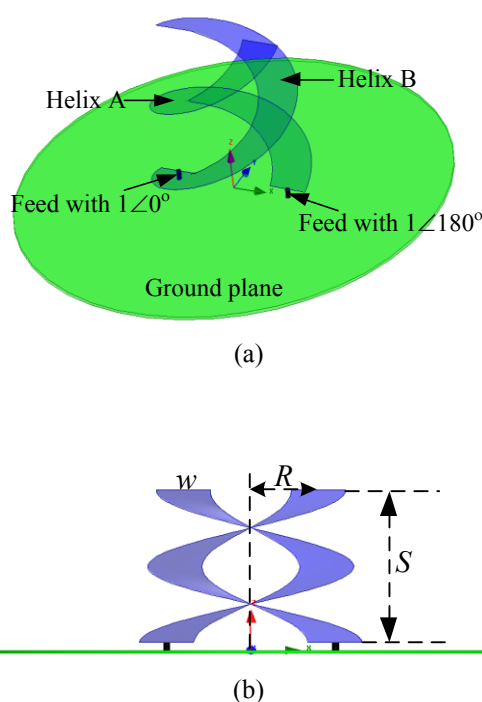 Helix B
Helix A
z
x
Feed with 1∠0°
Feed with 1∠180°
Ground plane
(a)
w
R
S
x
(b)